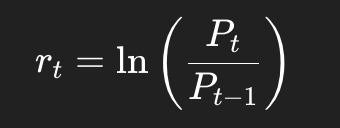 r_t = ln(P_t / P_{t−1})